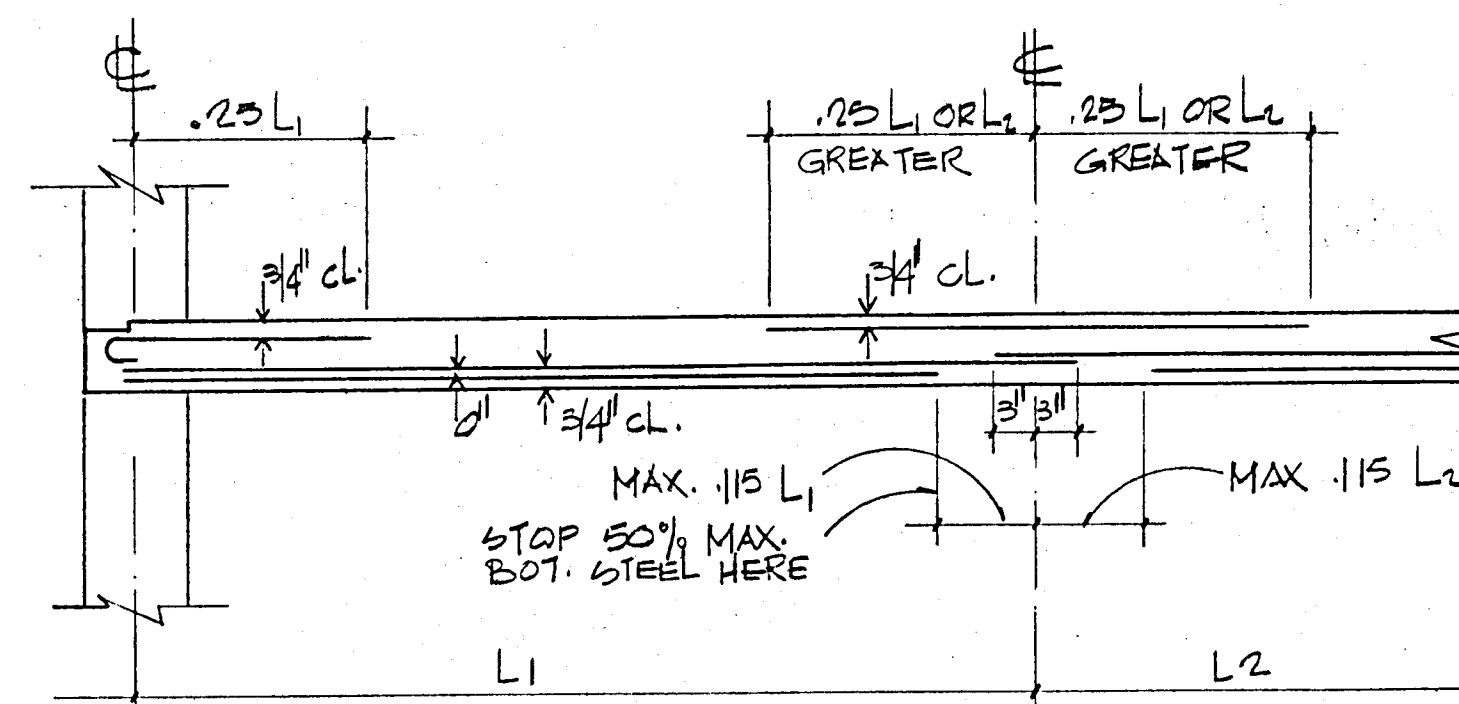 ℄
℄
.25 L1
.25 L1 OR L2
GREATER
.25 L1 OR L2
GREATER
3/4" CL.
3/4" CL.
0"
3/4" CL.
3"
3"
MAX. .115 L1
MAX .115 L2
STOP 50% MAX.
BOT. STEEL HERE
L1
L2